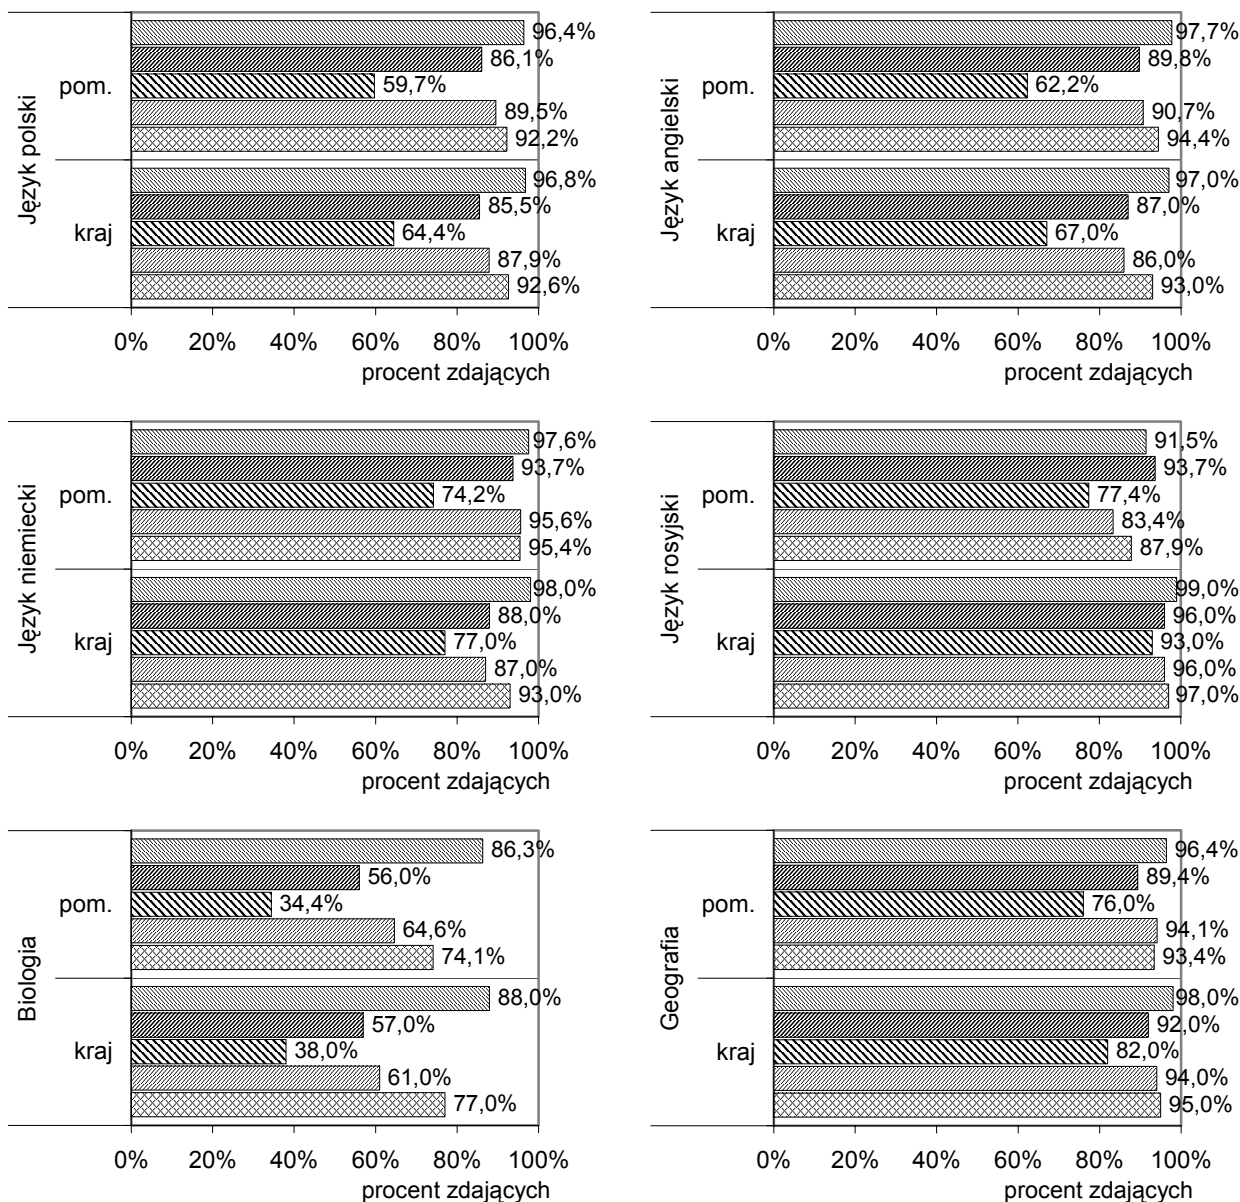 Język polski
pom.
96,4%
86,1%
59,7%
89,5%
92,2%
kraj
96,8%
85,5%
64,4%
87,9%
92,6%
0% 20% 40% 60% 80% 100%
procent zdających
Język angielski
pom.
97,7%
89,8%
62,2%
90,7%
94,4%
kraj
97,0%
87,0%
67,0%
86,0%
93,0%
0% 20% 40% 60% 80% 100%
procent zdających
Język niemiecki
pom.
97,6%
93,7%
74,2%
95,6%
95,4%
kraj
98,0%
88,0%
77,0%
87,0%
93,0%
0% 20% 40% 60% 80% 100%
procent zdających
Język rosyjski
pom.
91,5%
93,7%
77,4%
83,4%
87,9%
kraj
99,0%
96,0%
93,0%
96,0%
97,0%
0% 20% 40% 60% 80% 100%
procent zdających
Biologia
pom.
86,3%
56,0%
34,4%
64,6%
74,1%
kraj
88,0%
57,0%
38,0%
61,0%
77,0%
0% 20% 40% 60% 80% 100%
procent zdających
Geografia
pom.
96,4%
89,4%
76,0%
94,1%
93,4%
kraj
98,0%
92,0%
82,0%
94,0%
95,0%
0% 20% 40% 60% 80% 100%
procent zdających